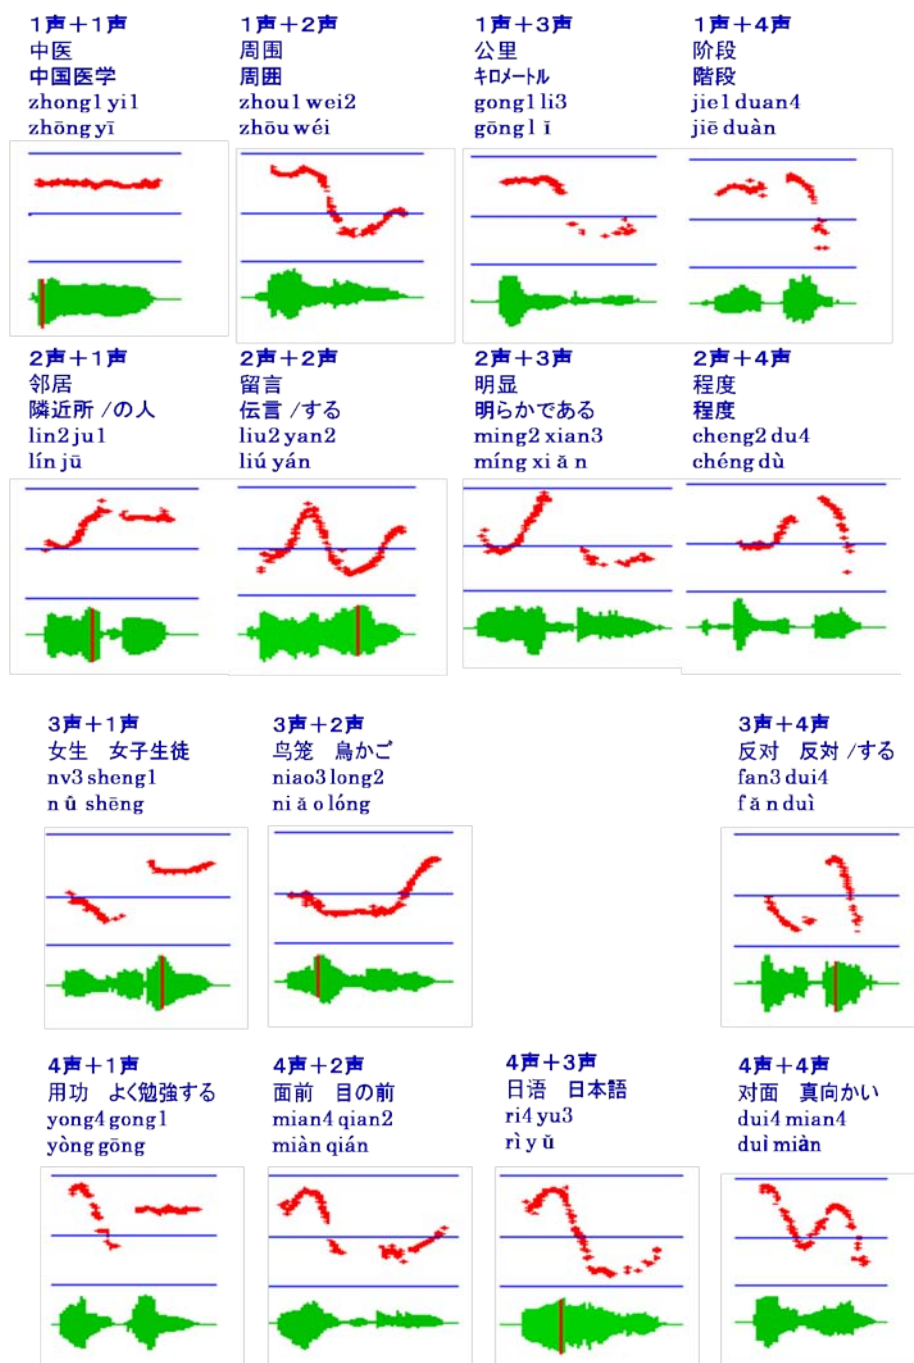 1声＋1声
中医
中国医学
zhong1 yi1
zhōng yī
1声＋2声
周围
周囲
zhou1 wei2
zhōu wéi
1声＋3声
公里
キロメートル
gong1 li3
gōng l ǐ
1声＋4声
阶段
階段
jie1 duan4
jiē duàn
2声＋1声
邻居
隣近所 /の人
lin2 ju1
lín jū
2声＋2声
留言
伝言 /する
liu2 yan2
liú yán
2声＋3声
明显
明らかである
ming2 xian3
míng xi ǎ n
2声＋4声
程度
程度
cheng2 du4
chéng dù
3声＋1声
女生　女子生徒
nv3 sheng1
n û shēng
3声＋2声
鸟笼　鳥かご
niao3 long2
ni ǎ o lóng
3声＋4声
反对　反対 /する
fan3 dui4
f ǎ n duì
4声＋1声
用功　よく勉強する
yong4 gong1
yòng gōng
4声＋2声
面前　目の前
mian4 qian2
miàn qián
4声＋3声
日语　日本語
ri4 yu3
rì y ǔ
4声＋4声
对面　真向かい
dui4 mian4
duì miàn